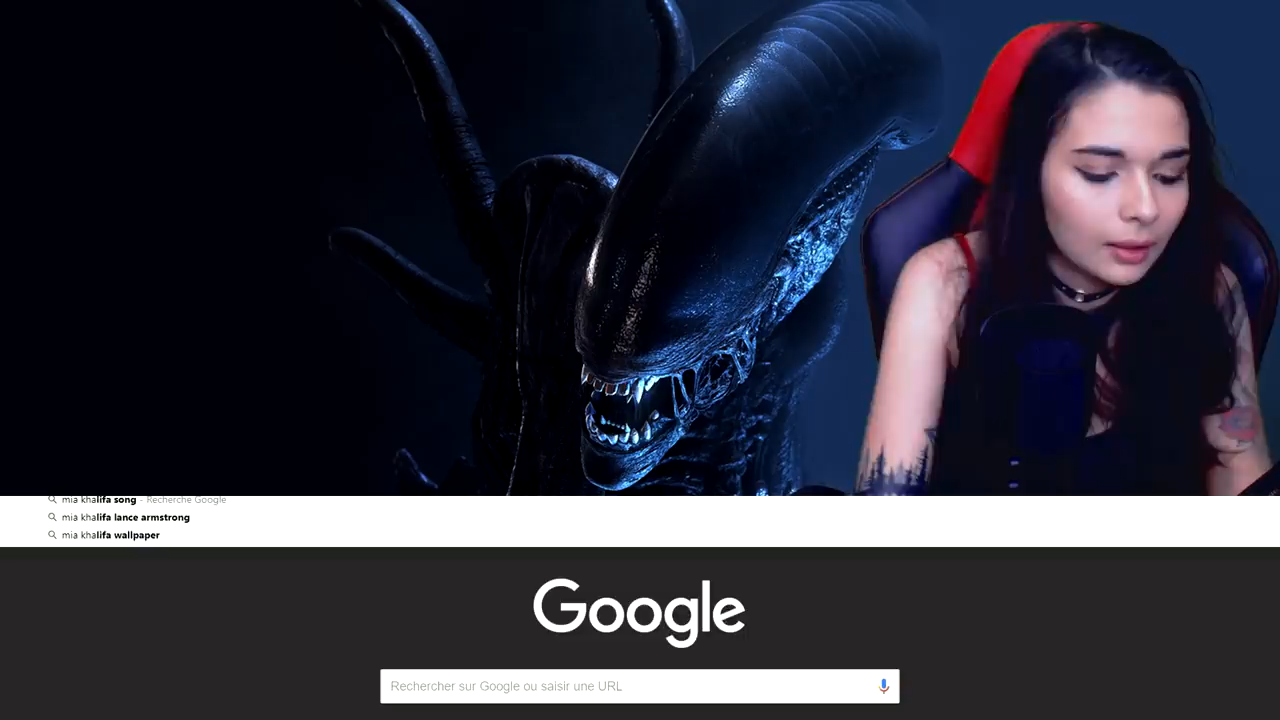 mia khalifa song - Recherche Google
mia khalifa lance armstrong
mia khalifa wallpaper
Google
Rechercher sur Google ou saisir une URL